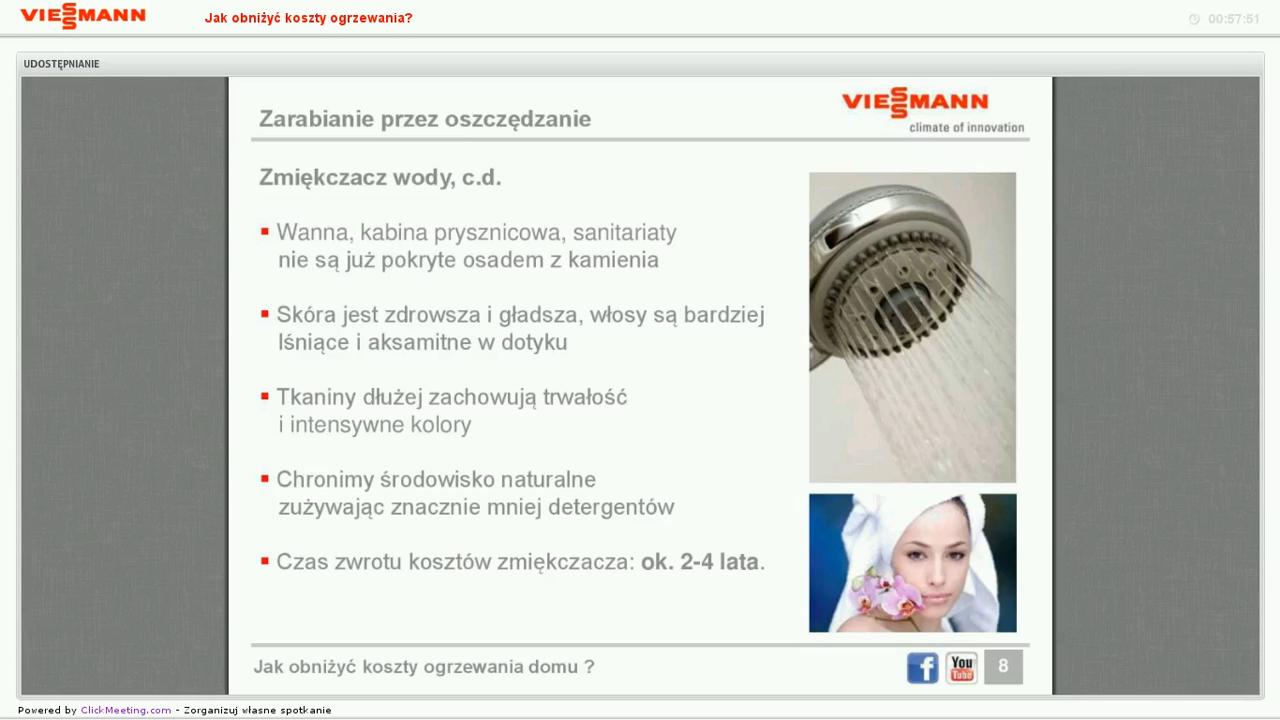 VIESSMANN
Jak obniżyć koszty ogrzewania?
00:57:51
UDOSTĘPNIANIE
Zarabianie przez oszczędzanie
VIESSMANN
climate of innovation
Zmiękczacz wody, c.d.
Wanna, kabina prysznicowa, sanitariaty
nie są już pokryte osadem z kamienia
Skóra jest zdrowsza i gładsza, włosy są bardziej
lśniące i aksamitne w dotyku
Tkaniny dłużej zachowują trwałość
i intensywne kolory
Chronimy środowisko naturalne
zużywając znacznie mniej detergentów
Czas zwrotu kosztów zmiękczacza: ok. 2-4 lata.
Jak obniżyć koszty ogrzewania domu ?
f
You
Tube
8
Powered by ClickMeeting.com - Zorganizuj własne spotkanie